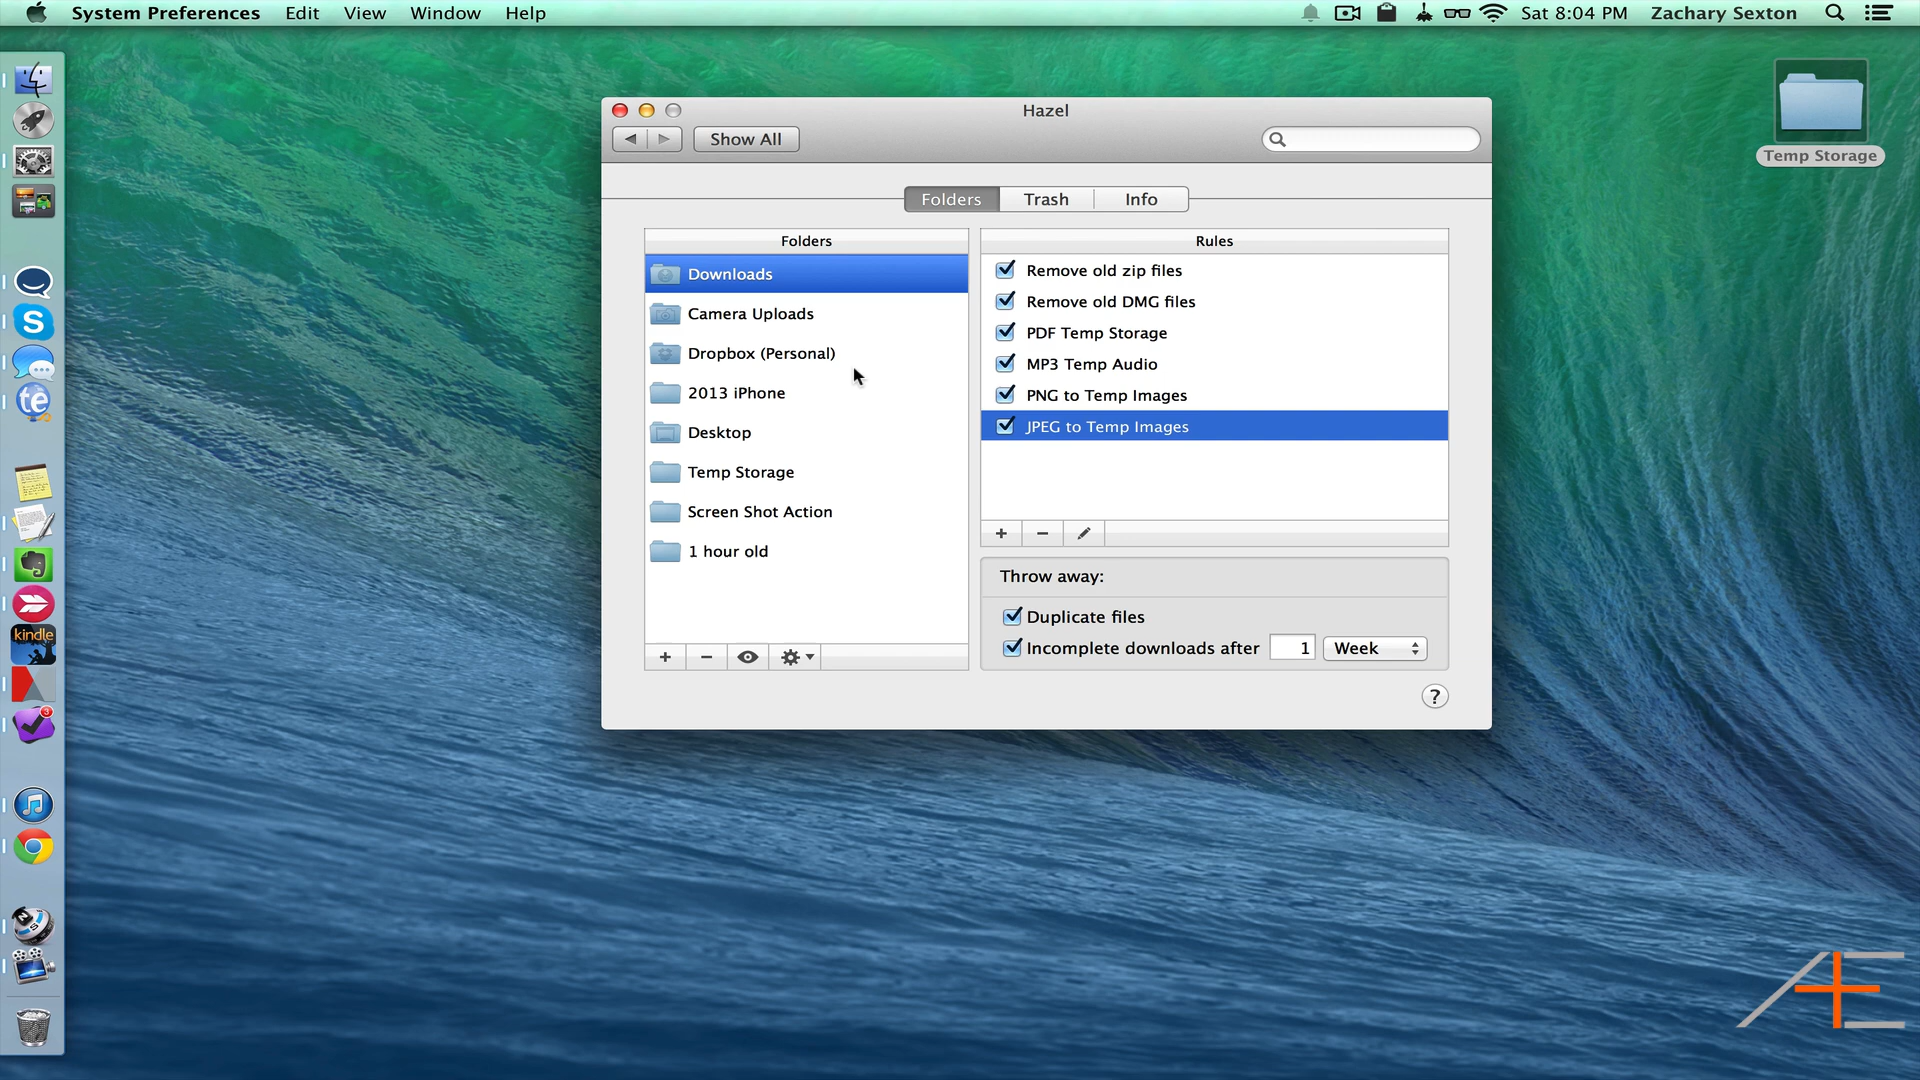 System Preferences Edit View Window Help Sat 8:04 PM Zachary Sexton
Hazel
Show All
Temp Storage
Folders Trash Info
Folders
Downloads
Camera Uploads
Dropbox (Personal)
2013 iPhone
Desktop
Temp Storage
Screen Shot Action
1 hour old
Rules
Remove old zip files
Remove old DMG files
PDF Temp Storage
MP3 Temp Audio
PNG to Temp Images
JPEG to Temp Images
Throw away:
Duplicate files
Incomplete downloads after 1 Week
?
S
te
kindle
3